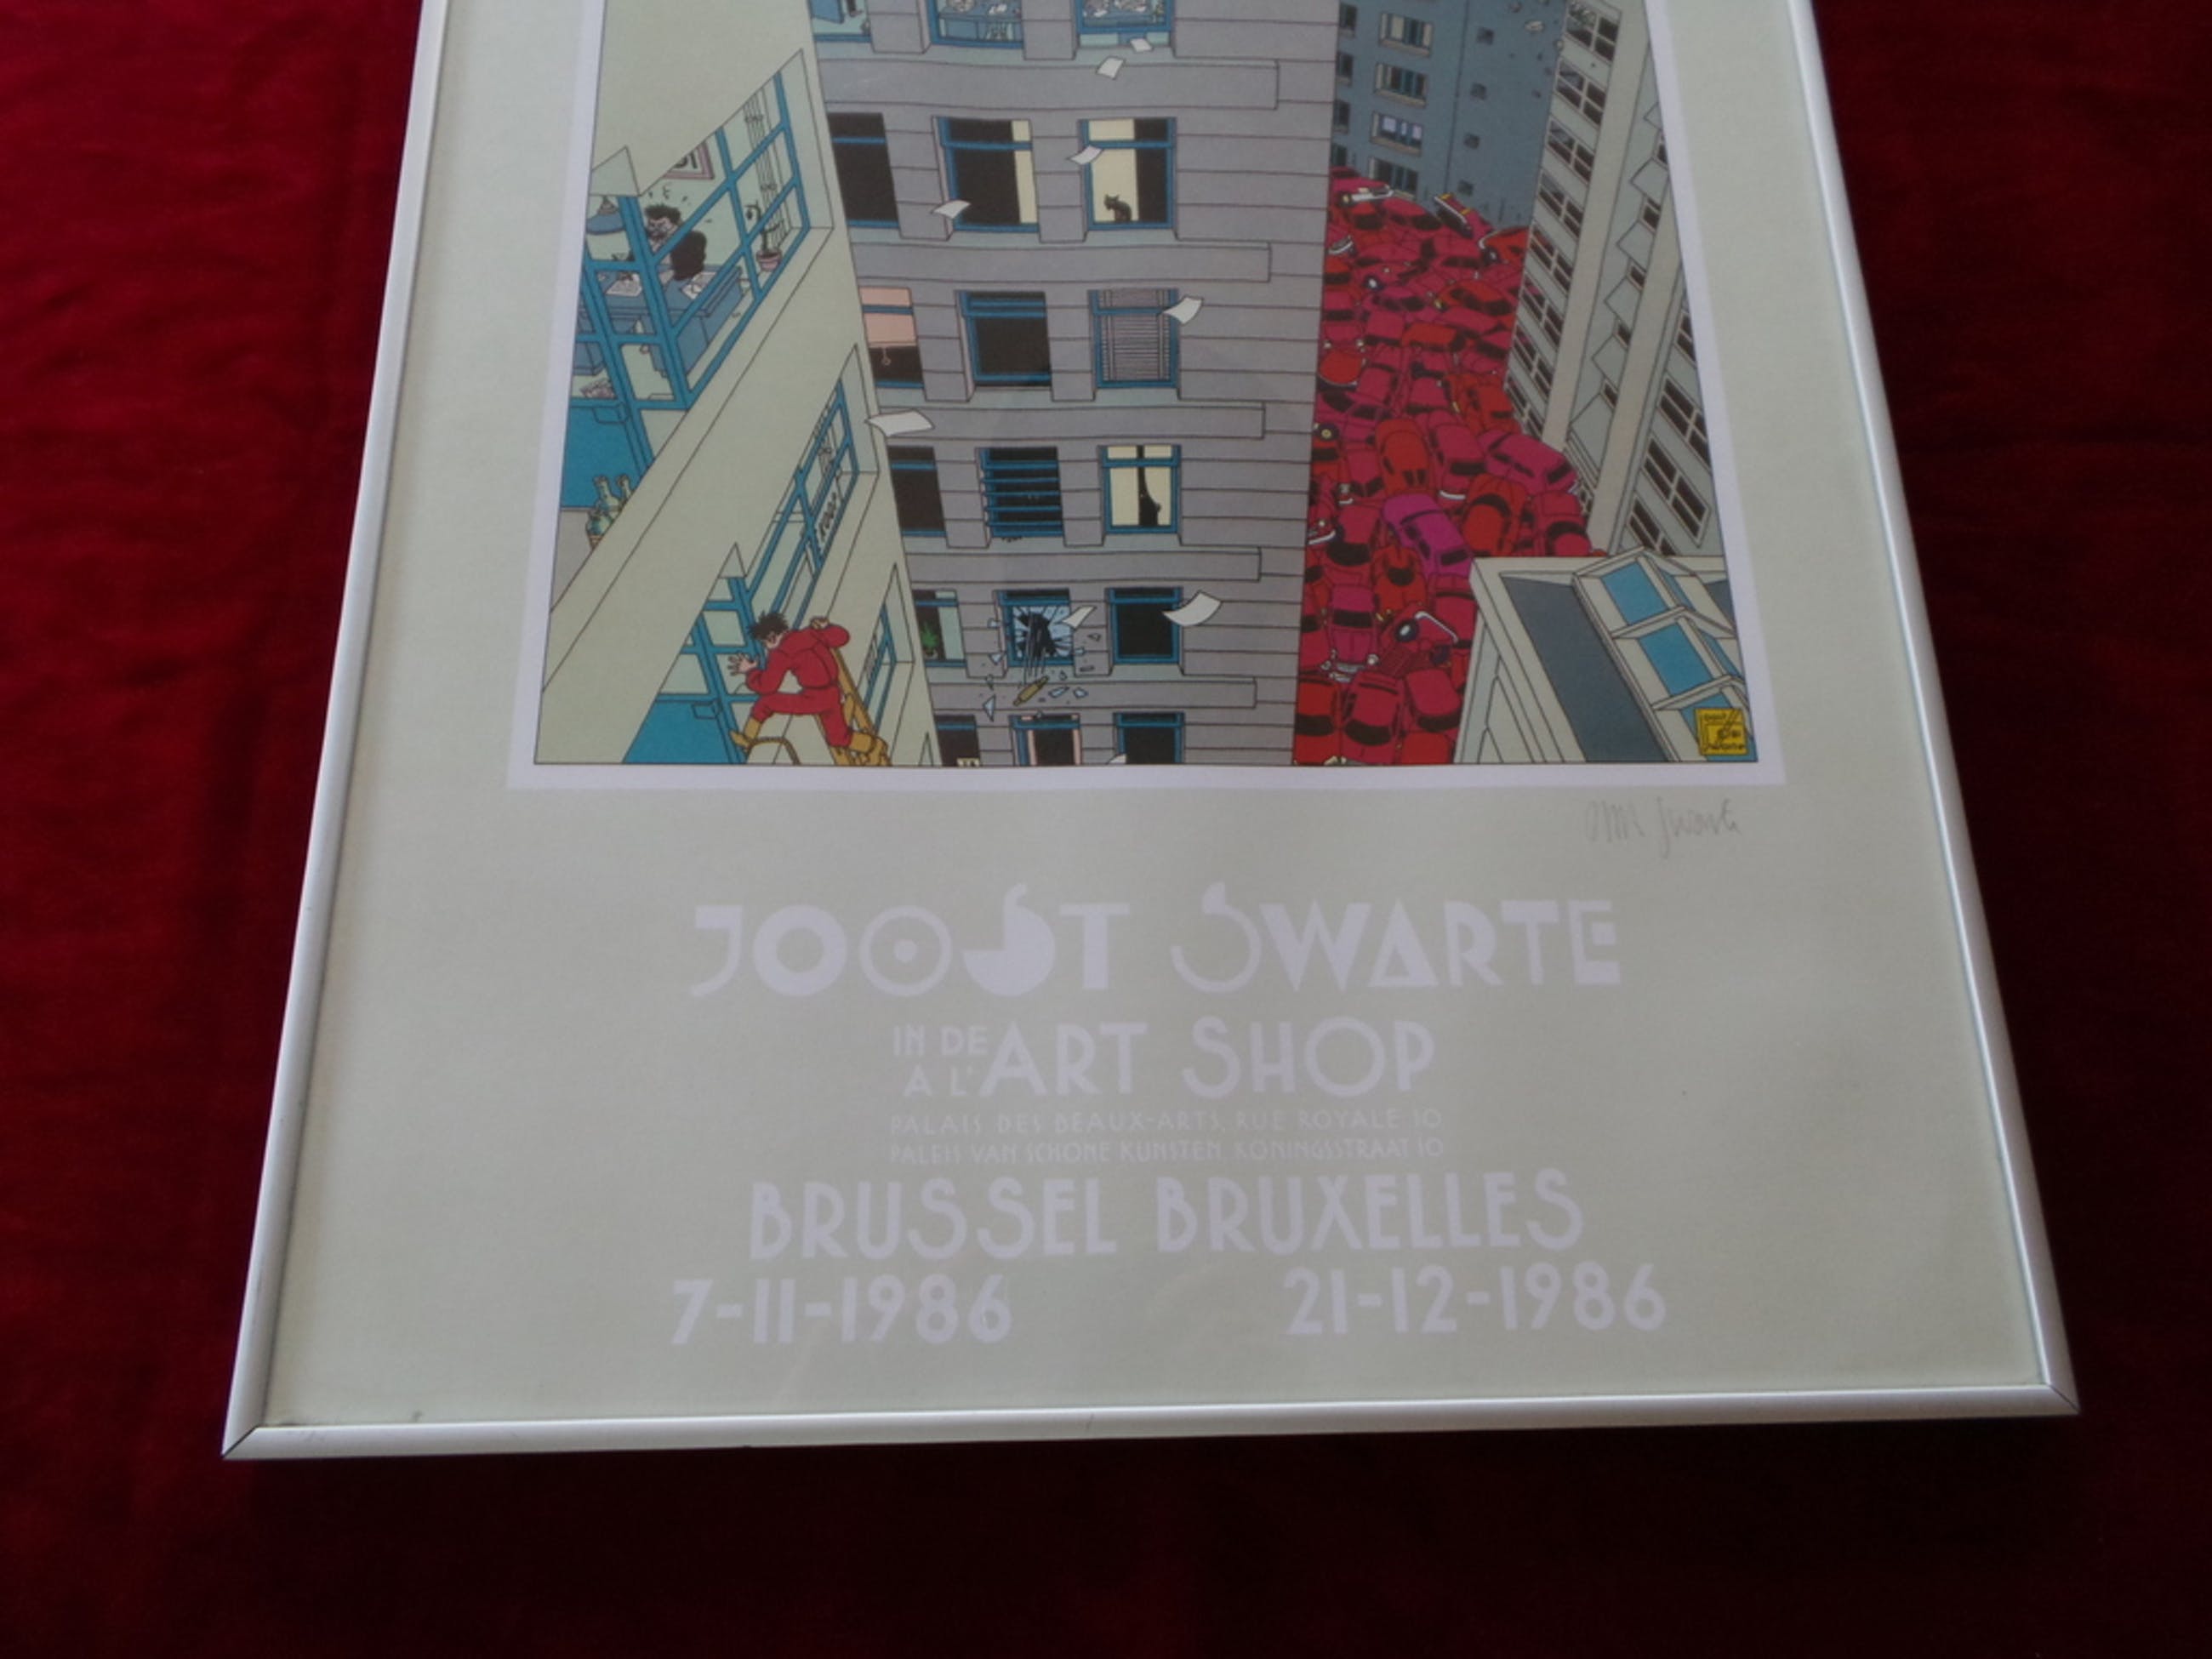 JOOST SWARTE
IN DE
A L' ART SHOP
PALAIS DES BEAUX-ARTS, RUE ROYALE 10
PALEIS VAN SCHONE KUNSTEN, KONINGSSTRAAT 10
BRUSSEL BRUXELLES
7-11-1986 21-12-1986